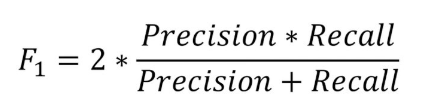 F₁ = 2 * (Precision * Recall) / (Precision + Recall)